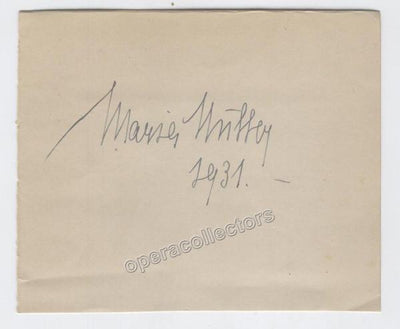 Maria Müller
1931. —
operacollectors